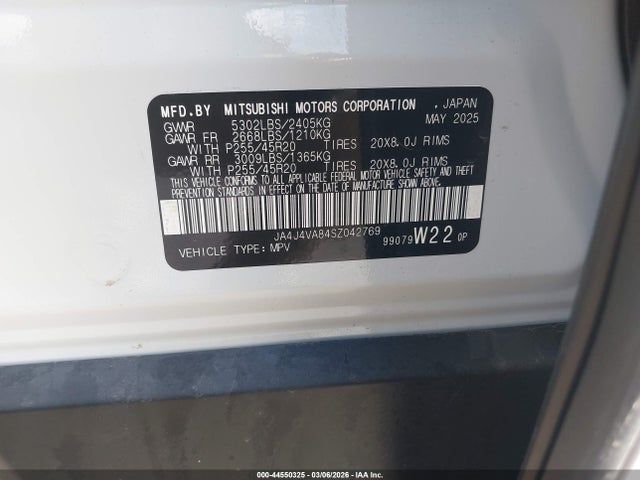 MFD.BY MITSUBISHI MOTORS CORPORATION . JAPAN
GVWR 5302LBS/2405KG MAY 2025
GAWR FR 2668LBS/1210KG
WITH P255/45R20 TIRES 20X8.0J RIMS
GAWR RR 3009LBS/1365KG
WITH P255/45R20 TIRES 20X8.0J RIMS
THIS VEHICLE CONFORMS TO ALL APPLICABLE FEDERAL MOTOR VEHICLE SAFETY AND THEFT
PREVENTION STANDARDS IN EFFECT ON THE DATE OF MANUFACTURE SHOWN ABOVE.
JA4J4VA84SZ042769
VEHICLE TYPE: MPV 99079 W22 0P
000-44550325 - 03/06/2026 - IAA Inc.